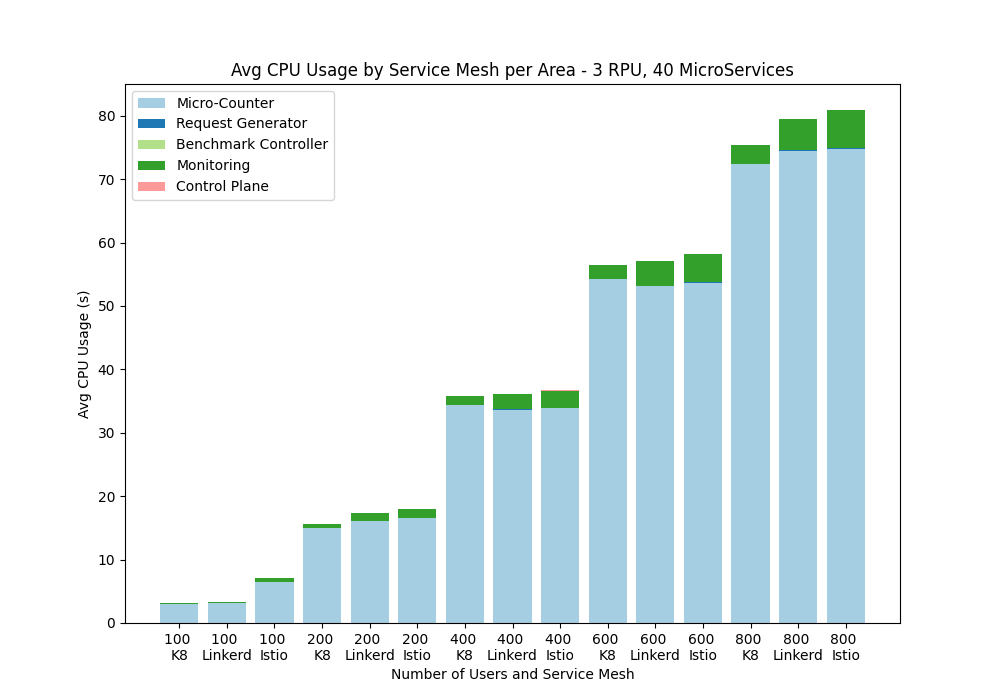 Avg CPU Usage by Service Mesh per Area - 3 RPU, 40 MicroServices
Micro-Counter
Request Generator
Benchmark Controller
Monitoring
Control Plane
Avg CPU Usage (s)
80
70
60
50
40
30
20
10
0
100 100 100 200 200 200 400 400 400 600 600 600 800 800 800
K8 Linkerd Istio K8 Linkerd Istio K8 Linkerd Istio K8 Linkerd Istio K8 Linkerd Istio
Number of Users and Service Mesh